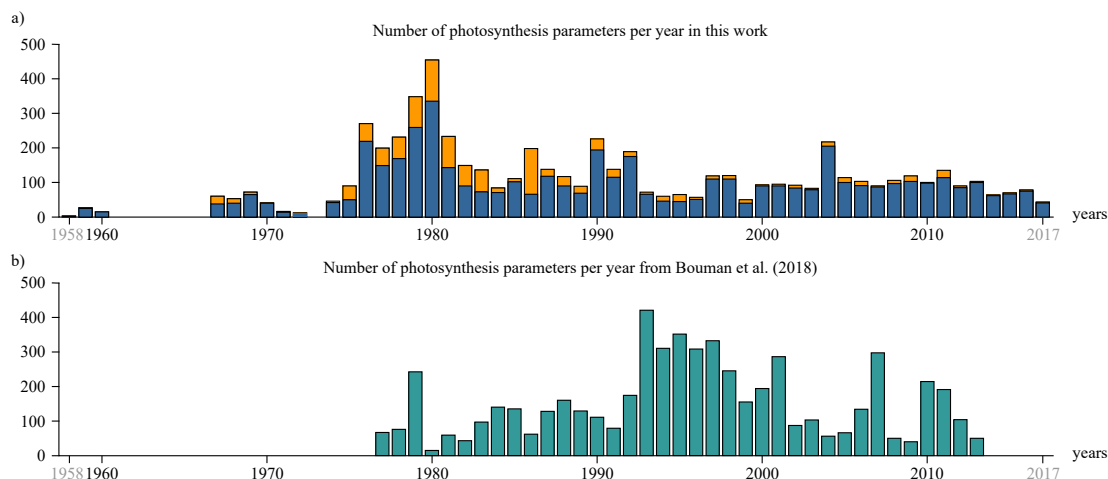 a)
Number of photosynthesis parameters per year in this work
500
400
300
200
100
0
years
1958 1960 1970 1980 1990 2000 2010 2017
b)
Number of photosynthesis parameters per year from Bouman et al. (2018)
500
400
300
200
100
0
years
1958 1960 1970 1980 1990 2000 2010 2017